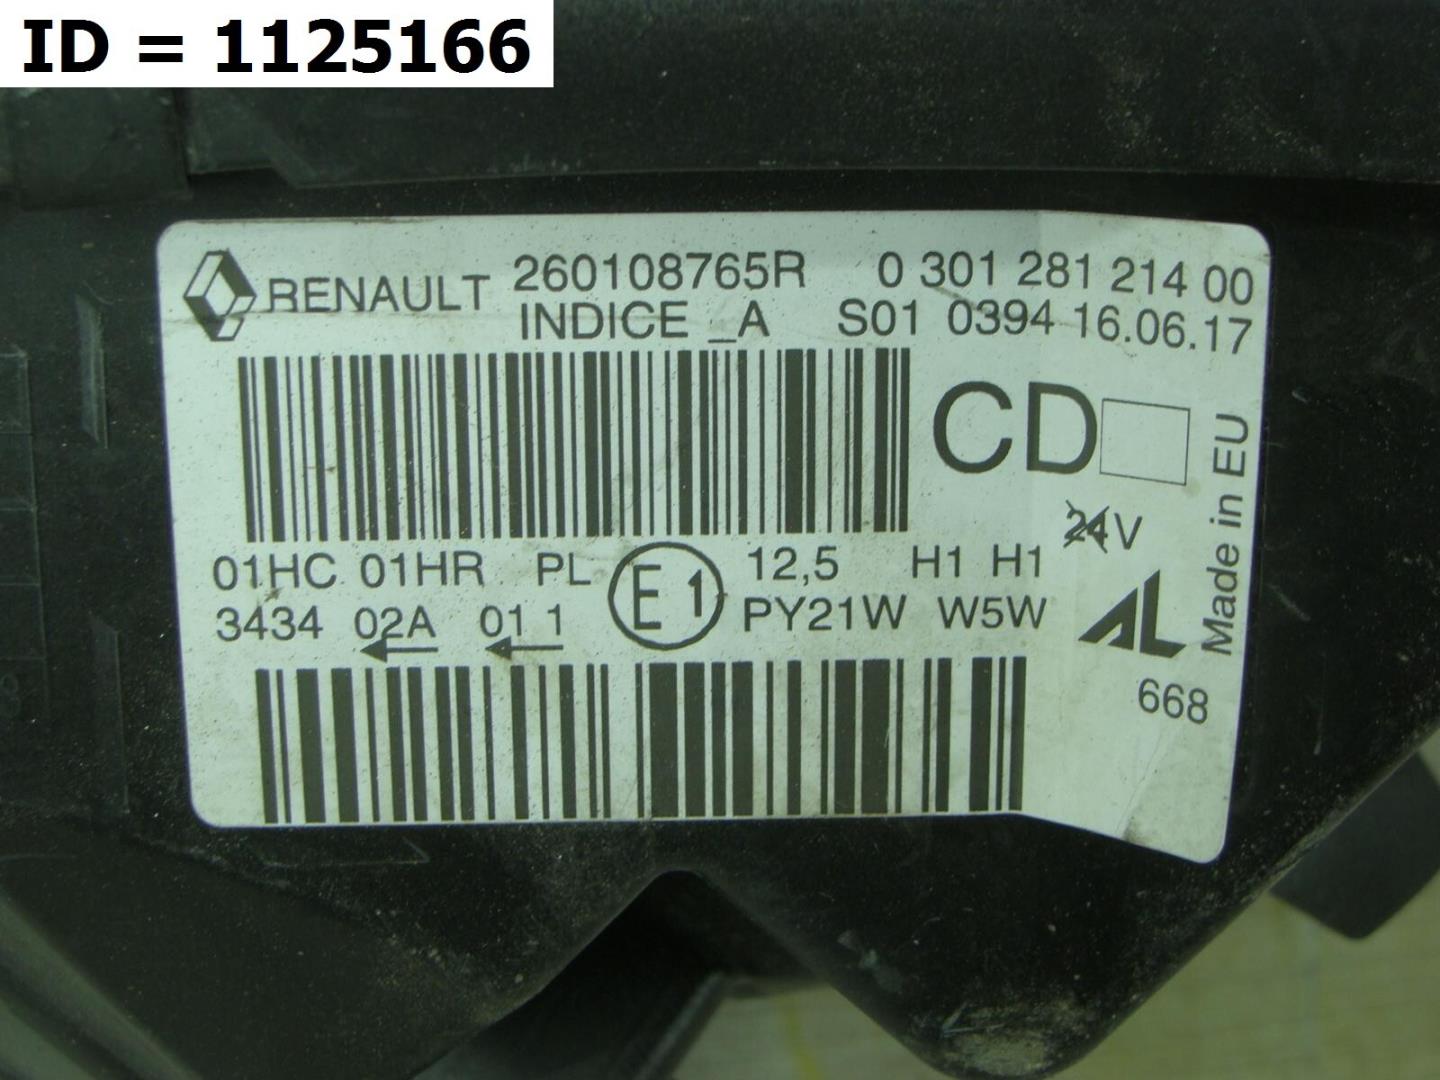 ID = 1125166
RENAULT 260108765R 0 301 281 214 00
INDICE _A S01 0394 16.06.17
CD
Made in EU
24V
01HC 01HR PL E1 12,5 H1 H1
3434 02A 01 1 PY21W W5W
AL
668